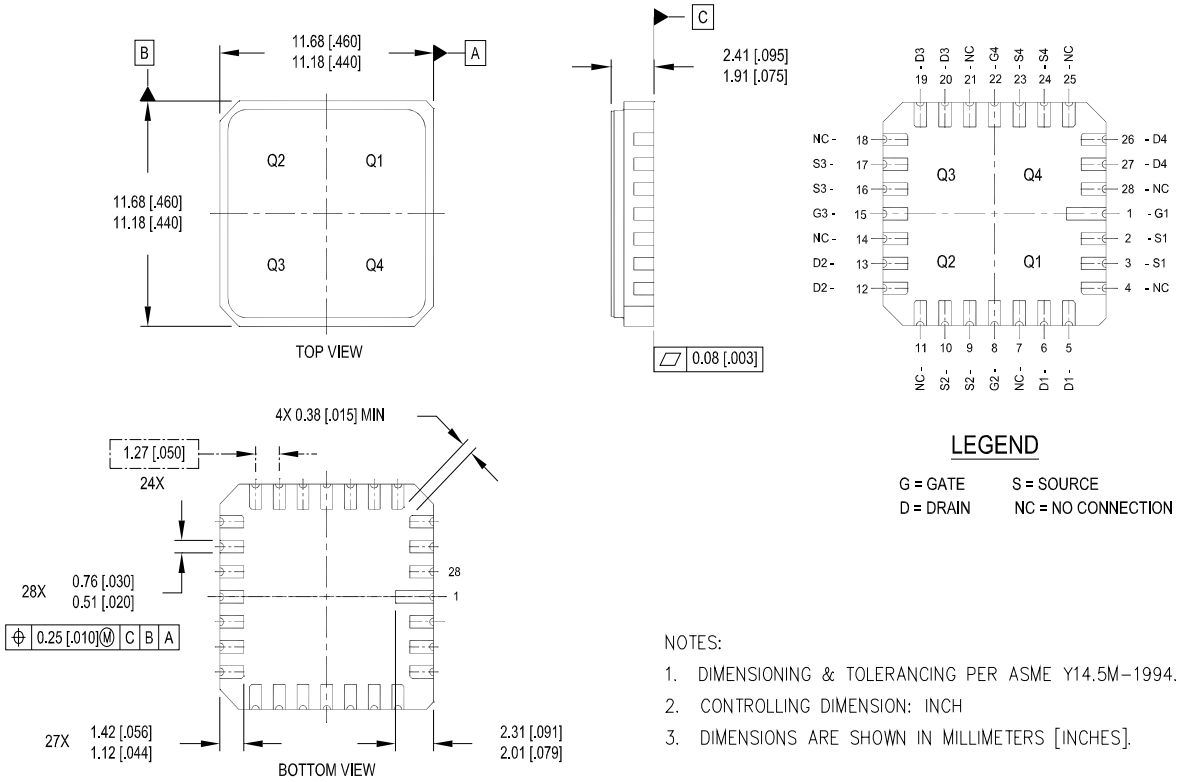 B
11.68 [.460]
11.18 [.440]
A
11.68 [.460]
11.18 [.440]
Q2 Q1
Q3 Q4
TOP VIEW
C
2.41 [.095]
1.91 [.075]
0.08 [.003]
19 - D3
20 - D3
21 - NC
22 - G4
23 - S4
24 - S4
25 - NC
NC - 18
S3 - 17
S3 - 16
G3 - 15
NC - 14
D2 - 13
D2 - 12
Q3 Q4
Q2 Q1
26 - D4
27 - D4
28 - NC
1 - G1
2 - S1
3 - S1
4 - NC
11 10 9 8 7 6 5
NC - S2 - S2 - G2 - NC - D1 - D1 -
LEGEND
G = GATE S = SOURCE
D = DRAIN NC = NO CONNECTION
4X 0.38 [.015] MIN
1.27 [.050]
24X
28X 0.76 [.030]
0.51 [.020]
⌖ 0.25 [.010]Ⓜ C B A
28
1
27X 1.42 [.056]
1.12 [.044]
2.31 [.091]
2.01 [.079]
BOTTOM VIEW
NOTES:
1. DIMENSIONING & TOLERANCING PER ASME Y14.5M-1994.
2. CONTROLLING DIMENSION: INCH
3. DIMENSIONS ARE SHOWN IN MILLIMETERS [INCHES].